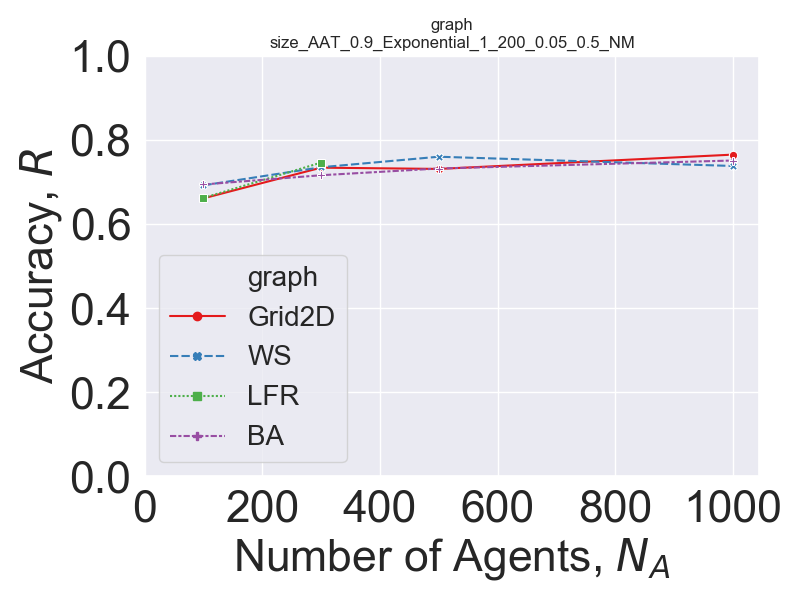 graph
size_AAT_0.9_Exponential_1_200_0.05_0.5_NM
1.0
0.8
0.6
0.4
0.2
0.0
Accuracy, R
graph
Grid2D
WS
LFR
BA
0 200 400 600 800 1000
Number of Agents, N_A